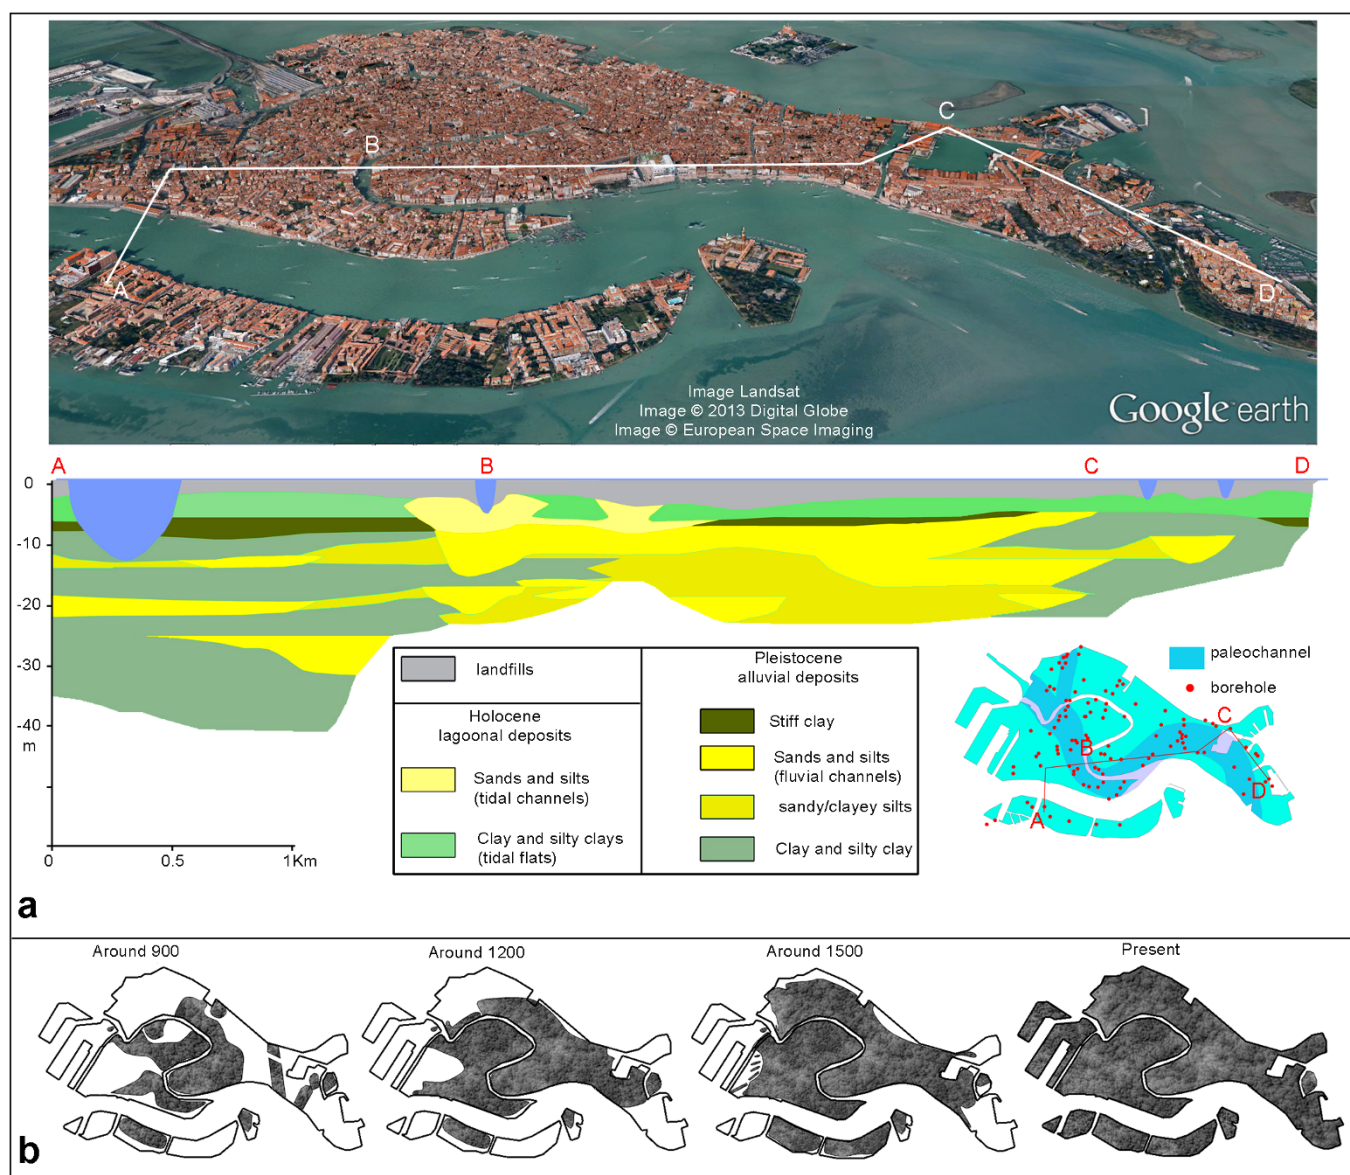 B
C
A
D
Image Landsat
Image © 2013 Digital Globe
Image © European Space Imaging
Google earth
A
B
C
D
0
-10
-20
-30
-40
m
0
0.5
1Km
landfills
Holocene
lagoonal deposits
Sands and silts
(tidal channels)
Clay and silty clays
(tidal flats)
Pleistocene
alluvial deposits
Stiff clay
Sands and silts
(fluvial channels)
sandy/clayey silts
Clay and silty clay
paleochannel
borehole
C
B
D
A
a
Around 900
Around 1200
Around 1500
Present
b